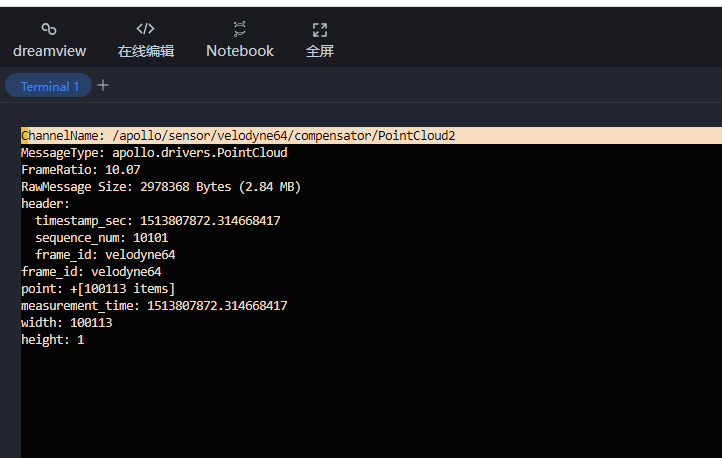 dreamview 在线编辑 Notebook 全屏
Terminal 1 +
ChannelName: /apollo/sensor/velodyne64/compensator/PointCloud2
MessageType: apollo.drivers.PointCloud
FrameRatio: 10.07
RawMessage Size: 2978368 Bytes (2.84 MB)
header:
  timestamp_sec: 1513807872.314668417
  sequence_num: 10101
  frame_id: velodyne64
frame_id: velodyne64
point: +[100113 items]
measurement_time: 1513807872.314668417
width: 100113
height: 1